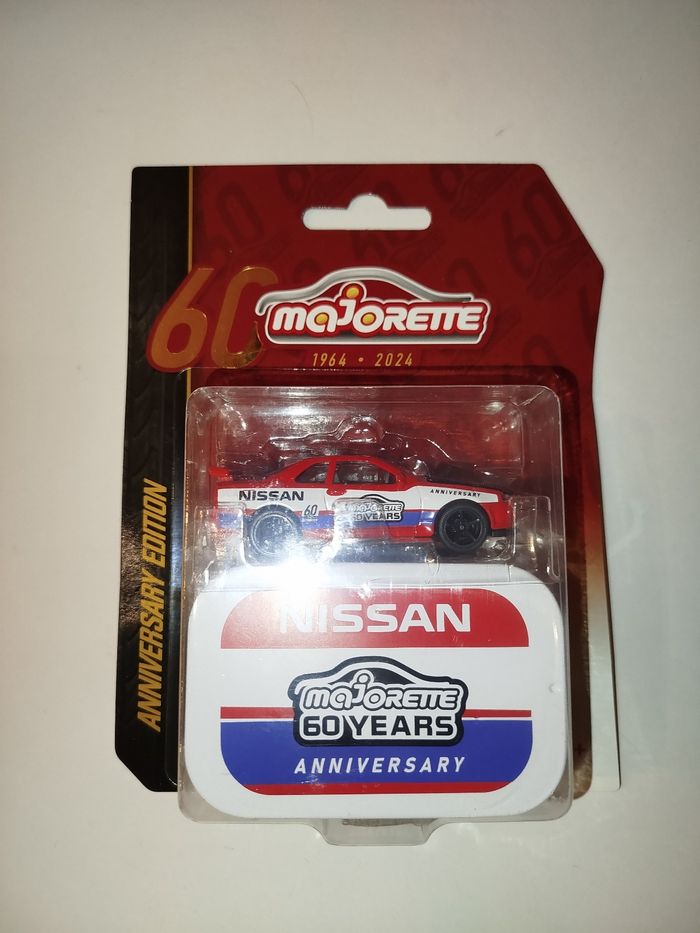 60
majorette
1964 • 2024
ANNIVERSARY EDITION
NISSAN
60
majorette
60 YEARS
ANNIVERSARY
NISSAN
majorette
60 YEARS
ANNIVERSARY